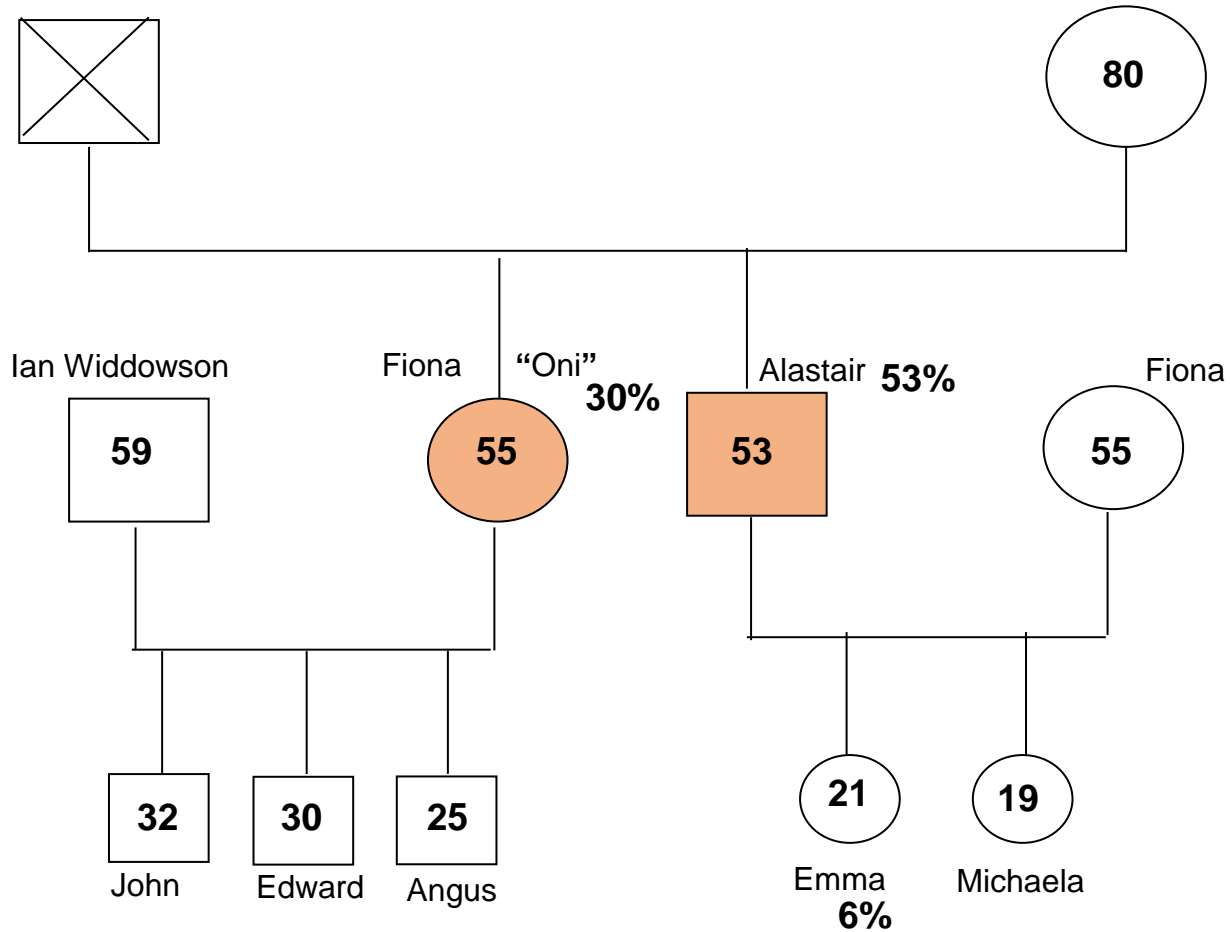 80
Ian Widdowson
Fiona “Oni”
30%
Alastair 53%
Fiona
59
55
53
55
32
30
25
21
19
John
Edward
Angus
Emma
6%
Michaela